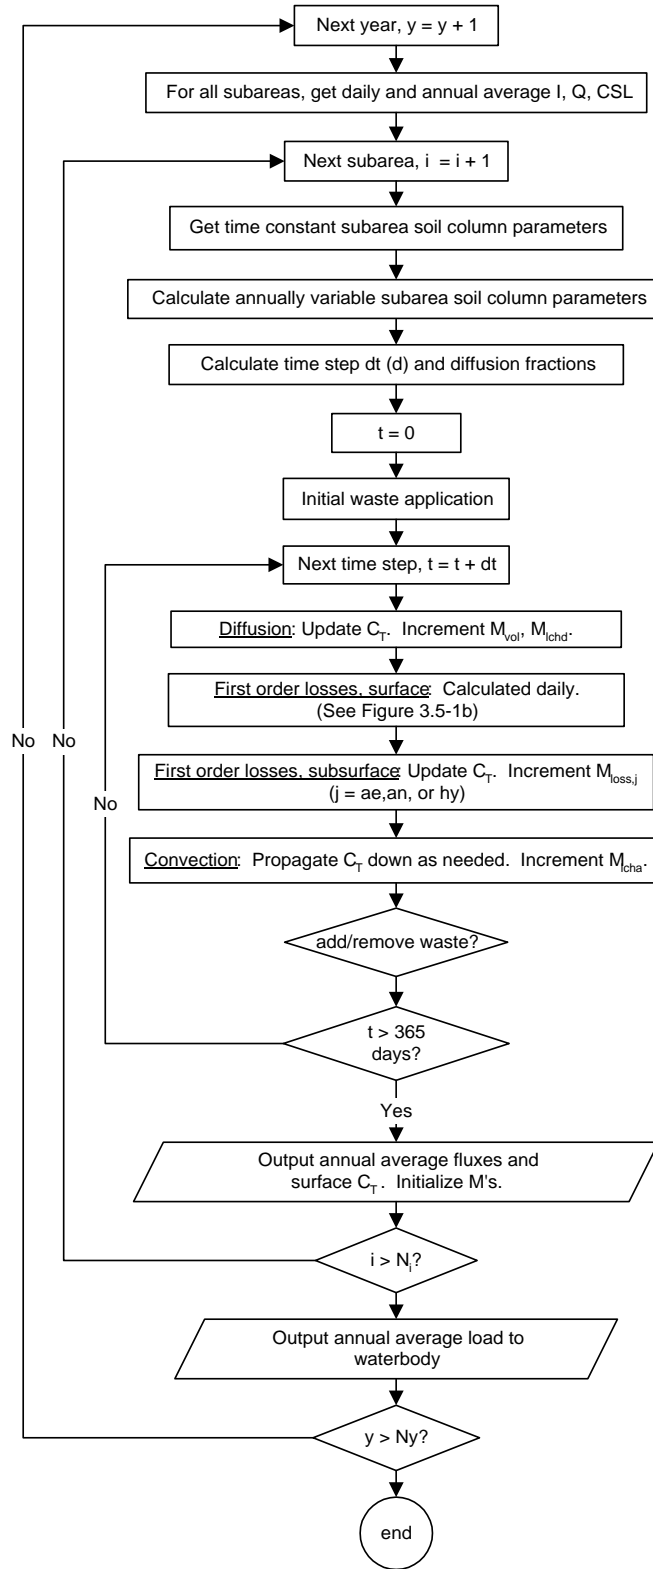 Next year, y = y + 1
For all subareas, get daily and annual average I, Q, CSL
Next subarea, i = i + 1
Get time constant subarea soil column parameters
Calculate annually variable subarea soil column parameters
Calculate time step dt (d) and diffusion fractions
t = 0
Initial waste application
Next time step, t = t + dt
Diffusion: Update C_T. Increment M_vol, M_lchd.
First order losses, surface: Calculated daily.
(See Figure 3.5-1b)
No
No
No
First order losses, subsurface: Update C_T. Increment M_loss,j
(j = ae,an, or hy)
Convection: Propagate C_T down as needed. Increment M_lcha.
add/remove waste?
t > 365
days?
Yes
Output annual average fluxes and
surface C_T. Initialize M's.
i > N_i?
Output annual average load to
waterbody
y > Ny?
end